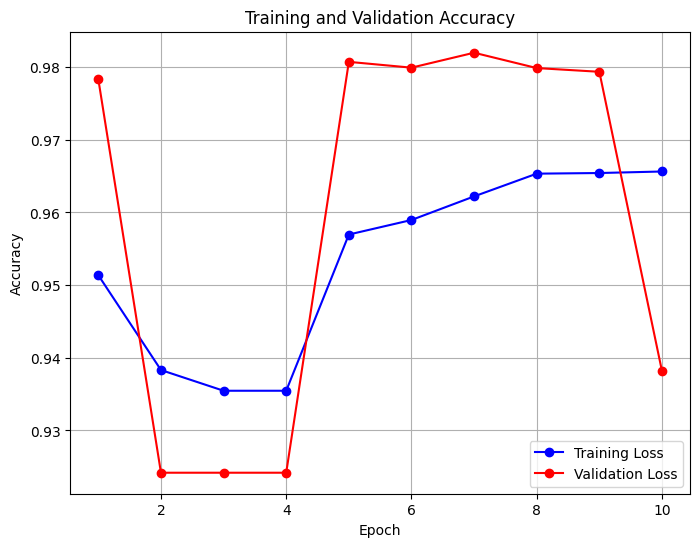 Training and Validation Accuracy
0.98
0.97
0.96
0.95
0.94
0.93
Accuracy
2 4 6 8 10
Epoch
Training Loss
Validation Loss